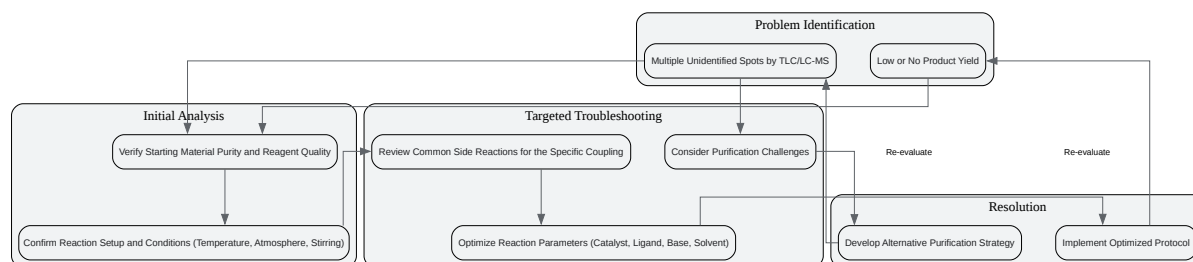 Problem Identification
Multiple Unidentified Spots by TLC/LC-MS
Low or No Product Yield
Initial Analysis
Targeted Troubleshooting
Verify Starting Material Purity and Reagent Quality
Review Common Side Reactions for the Specific Coupling
Consider Purification Challenges
Re-evaluate
Re-evaluate
Resolution
Confirm Reaction Setup and Conditions (Temperature, Atmosphere, Stirring)
Optimize Reaction Parameters (Catalyst, Ligand, Base, Solvent)
Develop Alternative Purification Strategy
Implement Optimized Protocol